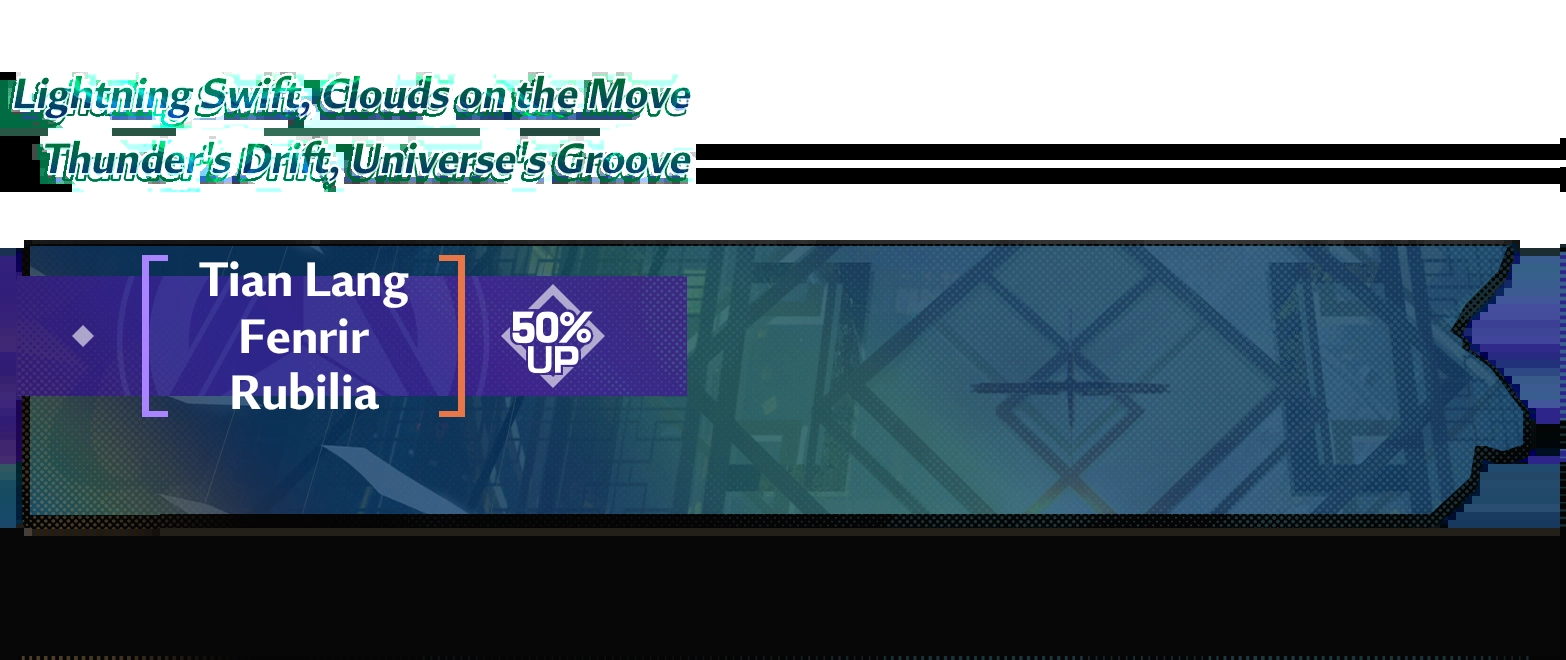 Lightning Swift, Clouds on the Move
Thunder's Drift, Universe's Groove
Tian Lang
Fenrir
Rubilia
50%
UP